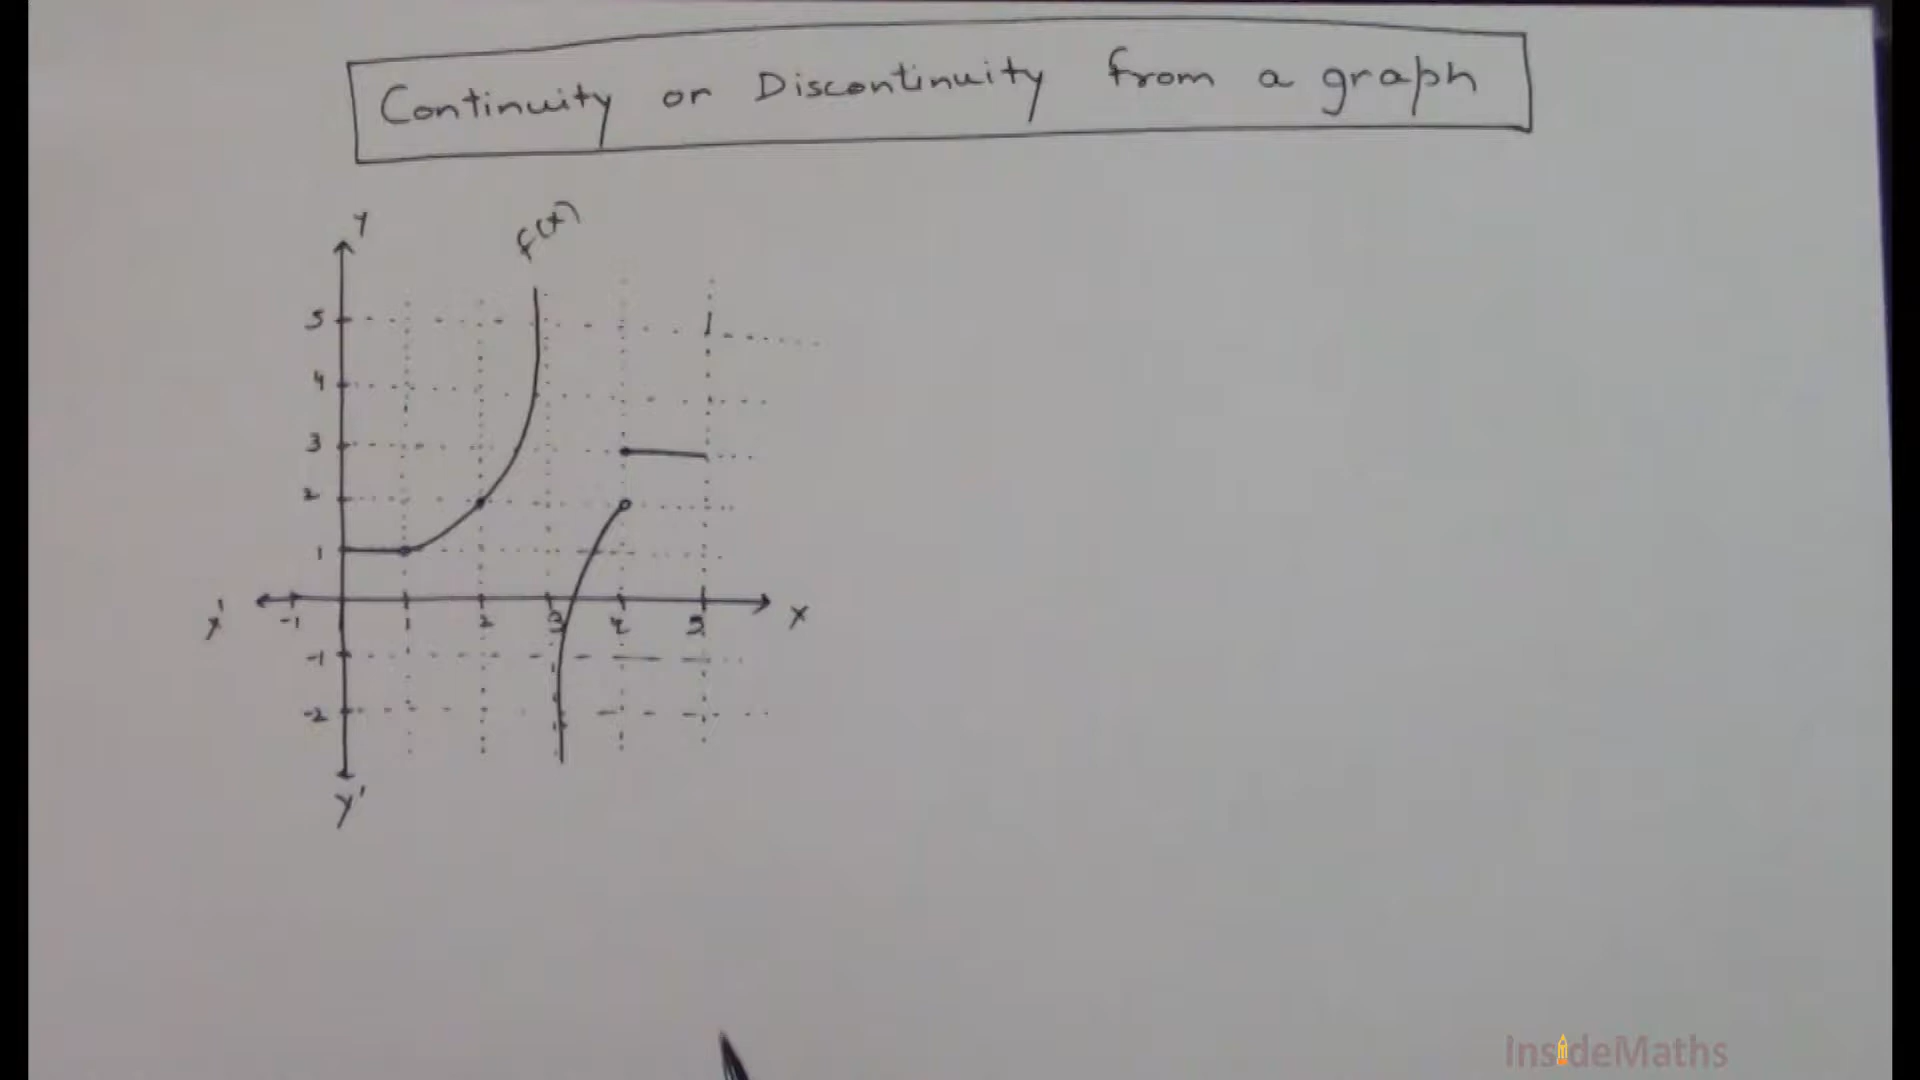 Continuity or Discontinuity from a graph
Y
f(x)
5
4
3
2
1
X' -1 1 2 3 4 5 X
-1
-2
Y'
InsideMaths